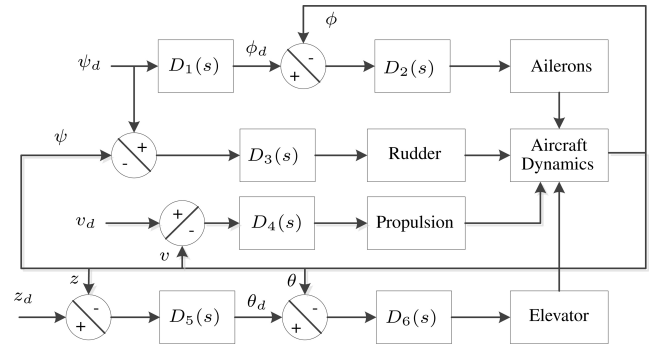 ϕ
ψ_d D_1(s) ϕ_d - + D_2(s) Ailerons
ψ + - D_3(s) Rudder Aircraft
Dynamics
v_d + - D_4(s) Propulsion
v
z θ
z_d - + D_5(s) θ_d - + D_6(s) Elevator